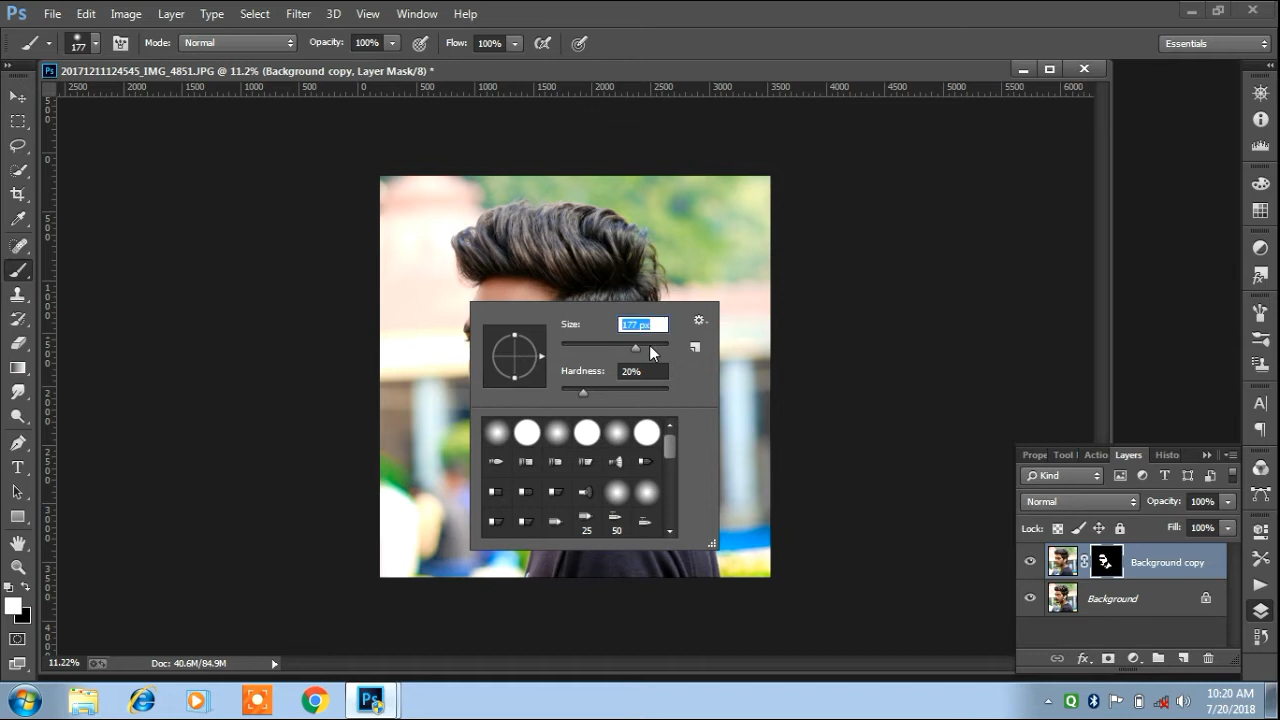 Ps File Edit Image Layer Type Select Filter 3D View Window Help
177 Mode: Normal Opacity: 100% Flow: 100% Essentials
Ps 20171211124545_IMG_4851.JPG @ 11.2% (Background copy, Layer Mask/8) *
2500 2000 1500 1000 500 0 500 1000 1500 2000 2500 3000 3500 4000 4500 5000 5500 6000
Size: 177 px
Hardness: 20%
25 50
Prope Tool I Actio Layers Histo
Kind
Normal Opacity: 100%
Lock: Fill: 100%
Background copy
Background
11.22% Doc: 40.6M/84.9M
Ps 10:20 AM
7/20/2018